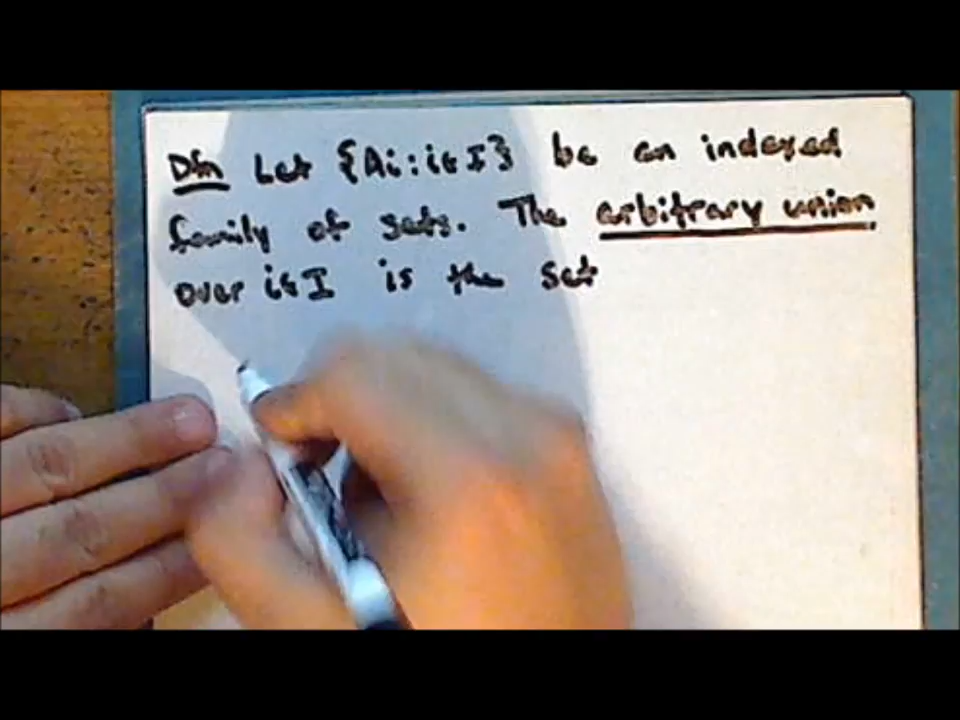 Dfn Let {Ai : i ∈ I} be an indexed
family of sets. The arbitrary union
over i ∈ I is the set